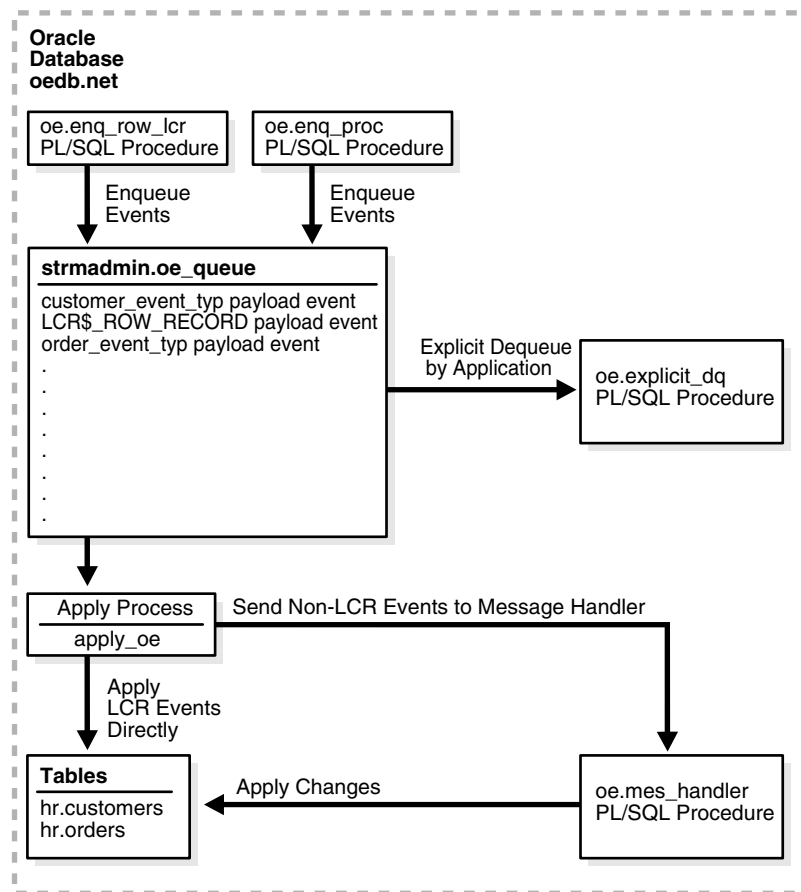 Oracle
Database
oedb.net
oe.enq_row_lcr
PL/SQL Procedure
oe.enq_proc
PL/SQL Procedure
Enqueue
Events
Enqueue
Events
strmadmin.oe_queue
customer_event_typ payload event
LCR$_ROW_RECORD payload event
order_event_typ payload event
.
.
.
.
.
.
.
.
Explicit Dequeue
by Application
oe.explicit_dq
PL/SQL Procedure
Apply Process
apply_oe
Send Non-LCR Events to Message Handler
Apply
LCR Events
Directly
Tables
hr.customers
hr.orders
Apply Changes
oe.mes_handler
PL/SQL Procedure